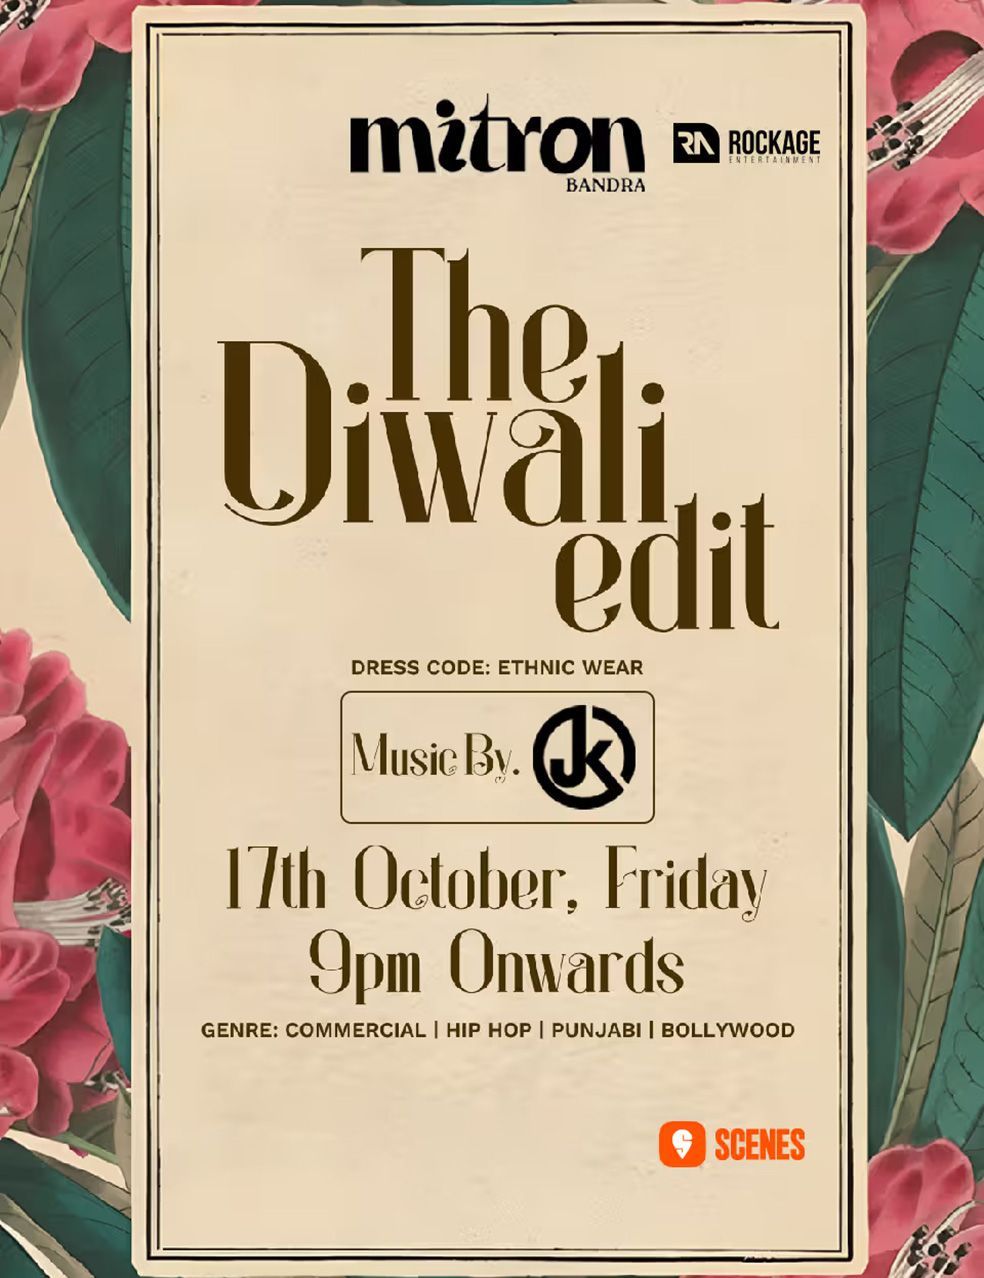 mitron
BANDRA
RA ROCKAGE
ENTERTAINMENT
The
Diwali
edit
DRESS CODE: ETHNIC WEAR
Music By. JK
17th October, Friday
9pm Onwards
GENRE: COMMERCIAL | HIP HOP | PUNJABI | BOLLYWOOD
SCENES